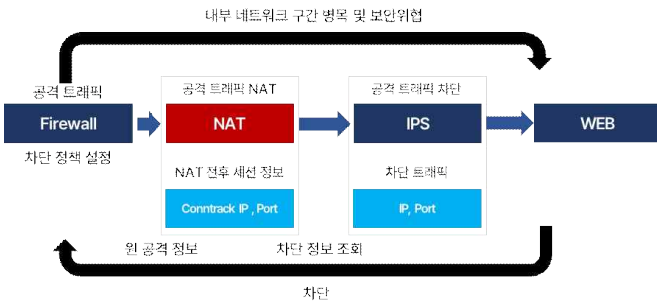 내부 네트워크 구간 병목 및 보안위협
공격 트래픽
공격 트래픽 NAT
공격 트래픽 차단
Firewall
NAT
IPS
WEB
차단 정책 설정
NAT 전후 세션 정보
차단 트래픽
Conntrack IP , Port
IP, Port
원 공격 정보
차단 정보 조회
차단